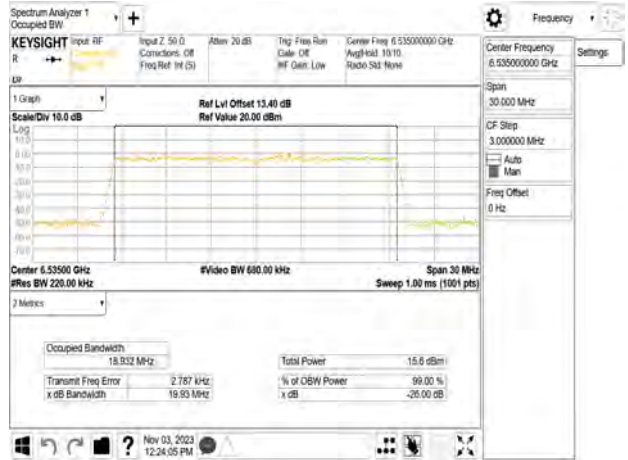 Spectrum Analyzer 1
Occupied BW
Frequency
KEYSIGHT
Input: RF
R
Input Z: 50 Ω
Corrections: Off
Freq Ref: Int (S)
Atten: 20 dB
Trig: Free Run
Gate: Off
#IF Gain: Low
Center Freq: 6.535000000 GHz
Avg|Hold: 10/10
Radio Std: None
Center Frequency
6.535000000 GHz
Settings
Span
30.000 MHz
CF Step
3.000000 MHz
Auto
Man
Freq Offset
0 Hz
1 Graph
Scale/Div 10.0 dB
Ref Lvl Offset 13.40 dB
Ref Value 20.00 dBm
Log
10.0
0.00
Center 6.53500 GHz
#Res BW 220.00 kHz
#Video BW 680.00 kHz
Span 30 MHz
Sweep 1.00 ms (1001 pts)
2 Metrics
Occupied Bandwidth
18.932 MHz
Total Power
15.6 dBm
Transmit Freq Error
2.787 kHz
% of OBW Power
99.00 %
x dB Bandwidth
19.93 MHz
x dB
-26.00 dB
?
Nov 03, 2023
12:24:05 PM